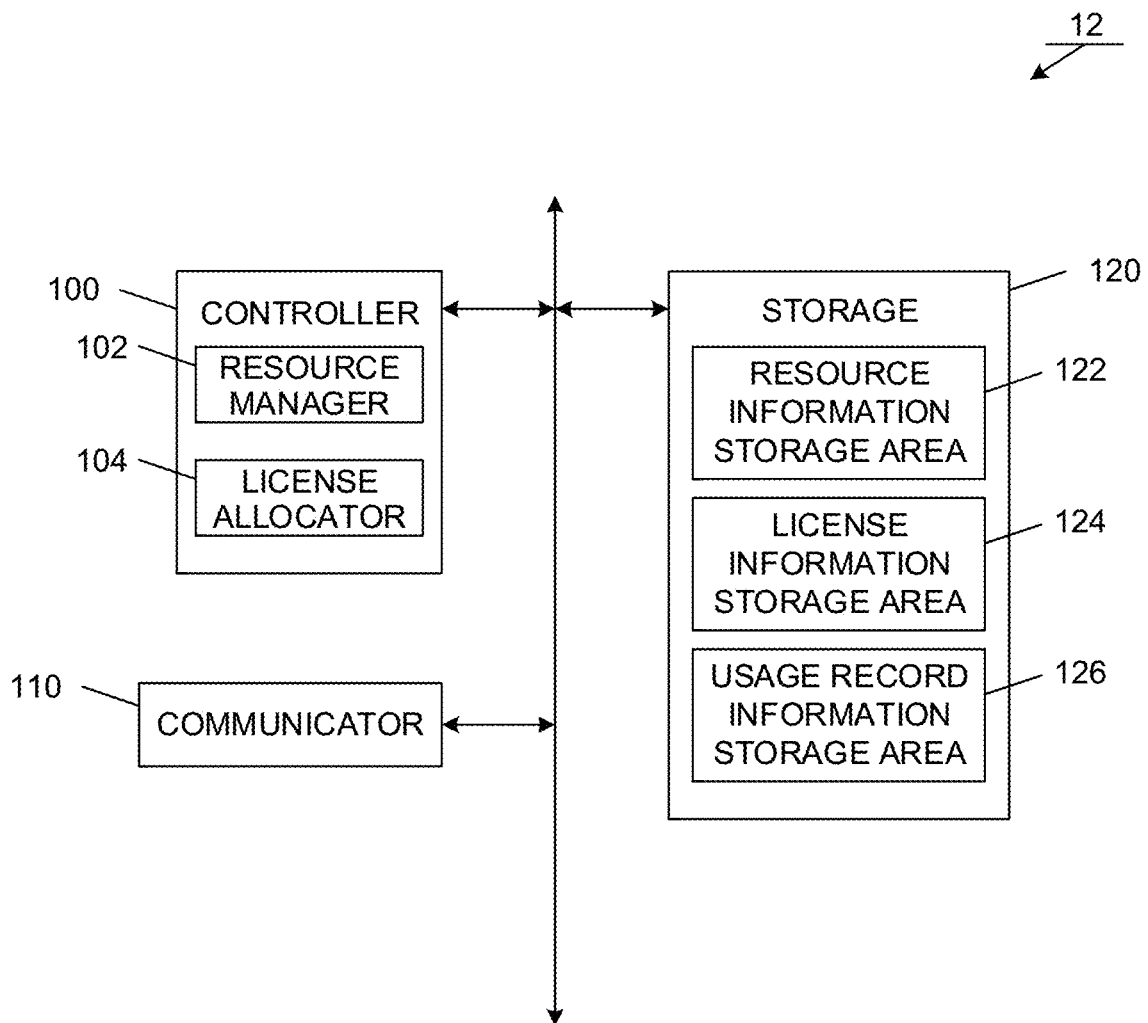 12
100
CONTROLLER
102
RESOURCE
MANAGER
104
LICENSE
ALLOCATOR
110
COMMUNICATOR
120
STORAGE
RESOURCE
INFORMATION
STORAGE AREA
122
LICENSE
INFORMATION
STORAGE AREA
124
USAGE RECORD
INFORMATION
STORAGE AREA
126